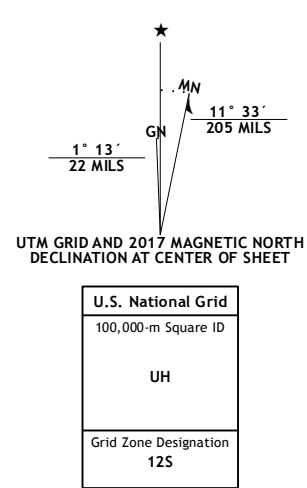 ★
MN
GN
11° 33´
205 MILS
1° 13´
22 MILS
UTM GRID AND 2017 MAGNETIC NORTH
DECLINATION AT CENTER OF SHEET
U.S. National Grid
100,000-m Square ID
UH
Grid Zone Designation
12S